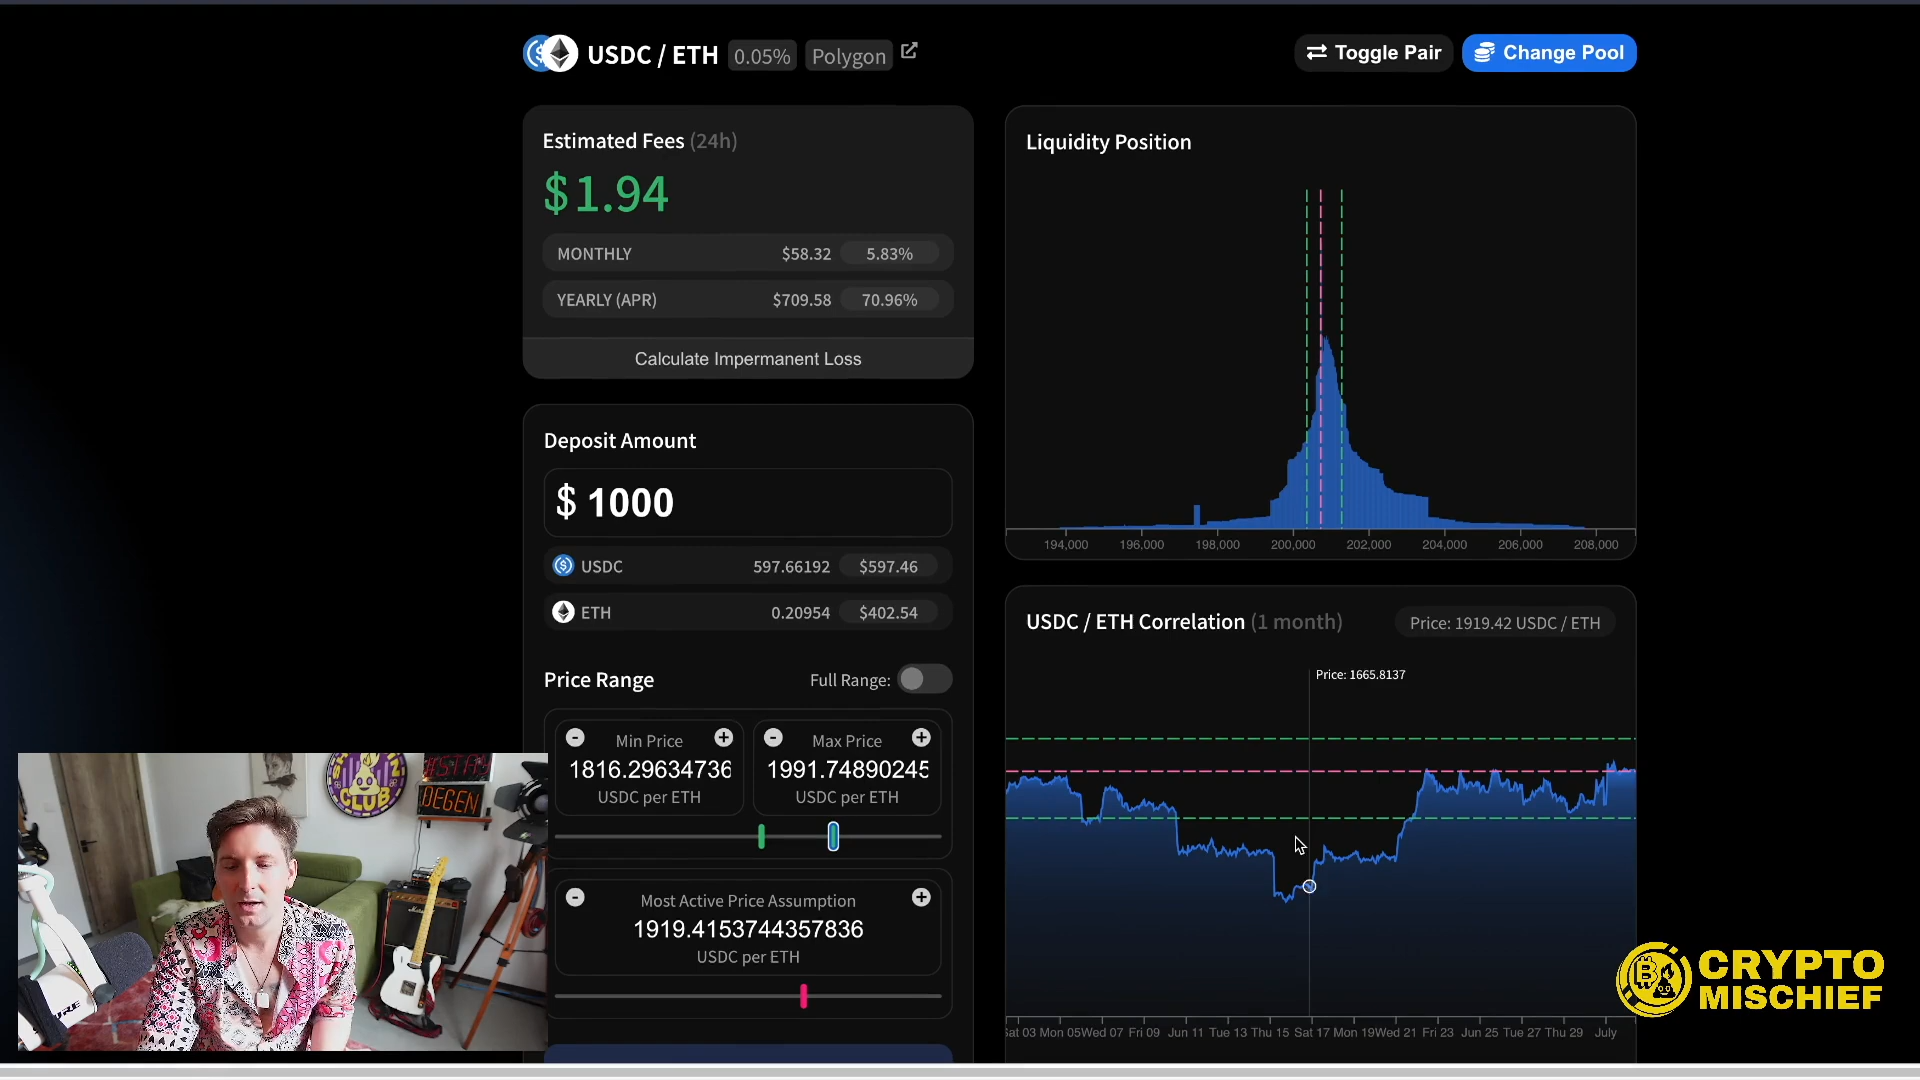 USDC / ETH 0.05% Polygon
Toggle Pair
Change Pool
Estimated Fees (24h)
$1.94
MONTHLY $58.32 5.83%
YEARLY (APR) $709.58 70.96%
Calculate Impermanent Loss
Deposit Amount
$ 1000
USDC 597.66192 $597.46
ETH 0.20954 $402.54
Price Range Full Range:
- Min Price +
1816.29634736
USDC per ETH
- Max Price +
1991.74890245
USDC per ETH
- Most Active Price Assumption +
1919.4153744357836
USDC per ETH
Liquidity Position
194,000 196,000 198,000 200,000 202,000 204,000 206,000 208,000
USDC / ETH Correlation (1 month) Price: 1919.42 USDC / ETH
Price: 1665.8137
Sat 03 Mon 05 Wed 07 Fri 09 Jun 11 Tue 13 Thu 15 Sat 17 Mon 19 Wed 21 Fri 23 Jun 25 Tue 27 Thu 29 July
CLUB
#STAY
DEGEN
Marshall
SHURE
CRYPTO
MISCHIEF